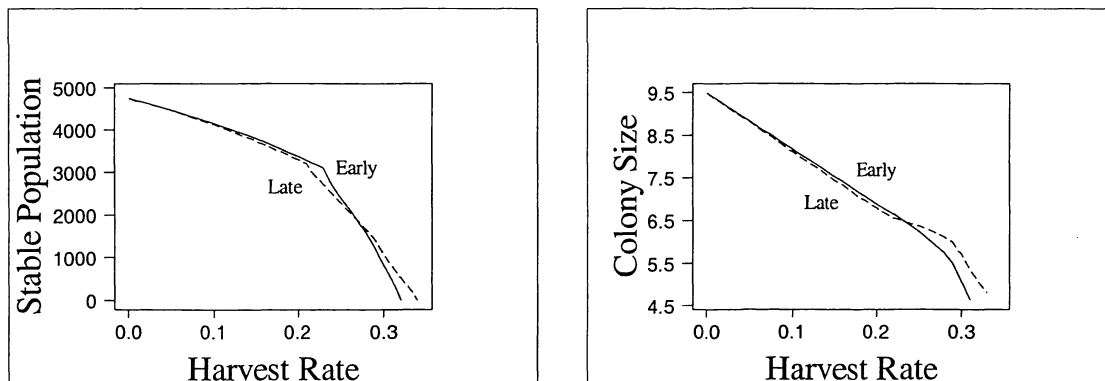 Stable Population
5000
4000
3000
2000
1000
0
Early
Late
0.0 0.1 0.2 0.3
Harvest Rate
Colony Size
9.5
8.5
7.5
6.5
5.5
4.5
Early
Late
0.0 0.1 0.2 0.3
Harvest Rate